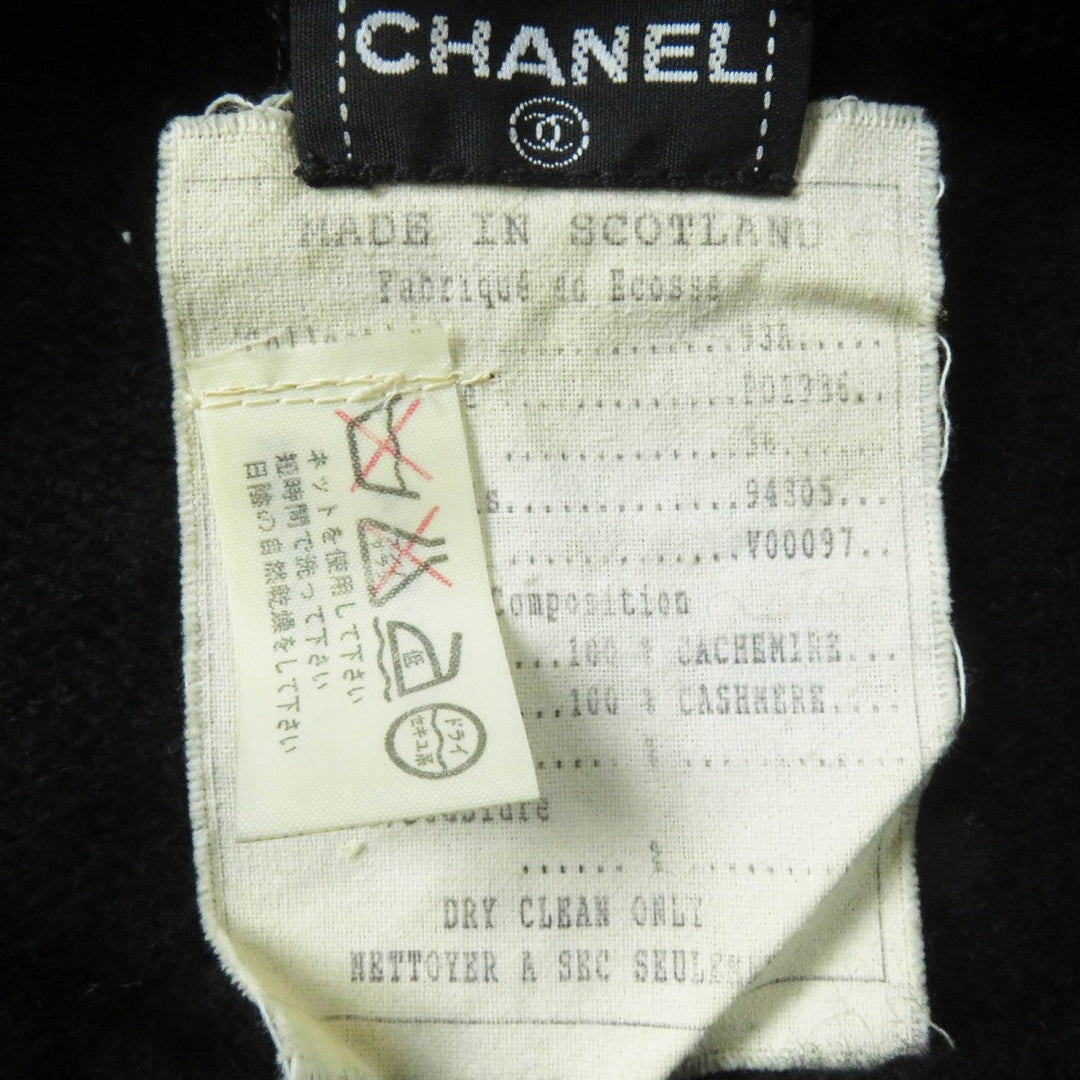 CHANEL
MADE IN SCOTLAND
Fabriqué en Ecosse
............93A.....
............P01336..
............36......
s.............94305...
..............V00097..
Composition
...100 % CACHEMIRE...
..100 % CASHMERE....
........%........
...... % .........
DRY CLEAN ONLY
NETTOYER A SEC
ネットを使用して下さい
短時間で洗って下さい
日陰の自然乾燥をして下さい
低
ドライ
セキユ系